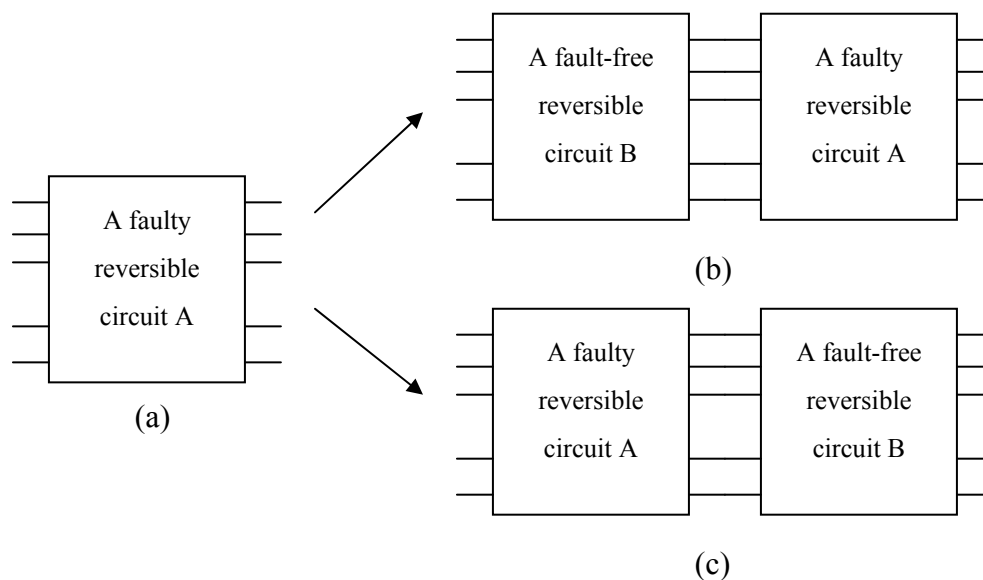 A faulty
reversible
circuit A
(a)
A fault-free
reversible
circuit B
A faulty
reversible
circuit A
(b)
A faulty
reversible
circuit A
A fault-free
reversible
circuit B
(c)